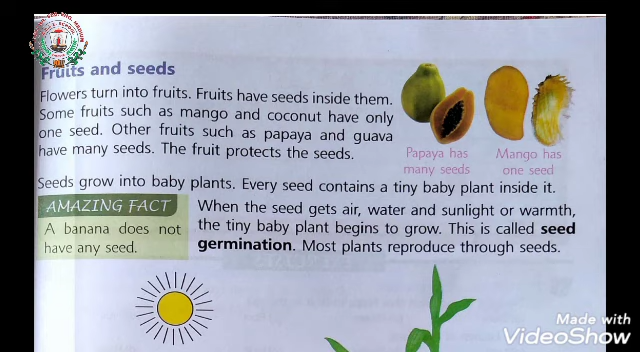 Fruits and seeds
Flowers turn into fruits. Fruits have seeds inside them.
Some fruits such as mango and coconut have only
one seed. Other fruits such as papaya and guava
have many seeds. The fruit protects the seeds.
Papaya has
many seeds
Mango has
one seed
Seeds grow into baby plants. Every seed contains a tiny baby plant inside it.
AMAZING FACT
A banana does not
have any seed.
When the seed gets air, water and sunlight or warmth,
the tiny baby plant begins to grow. This is called seed
germination. Most plants reproduce through seeds.
Made with
VideoShow